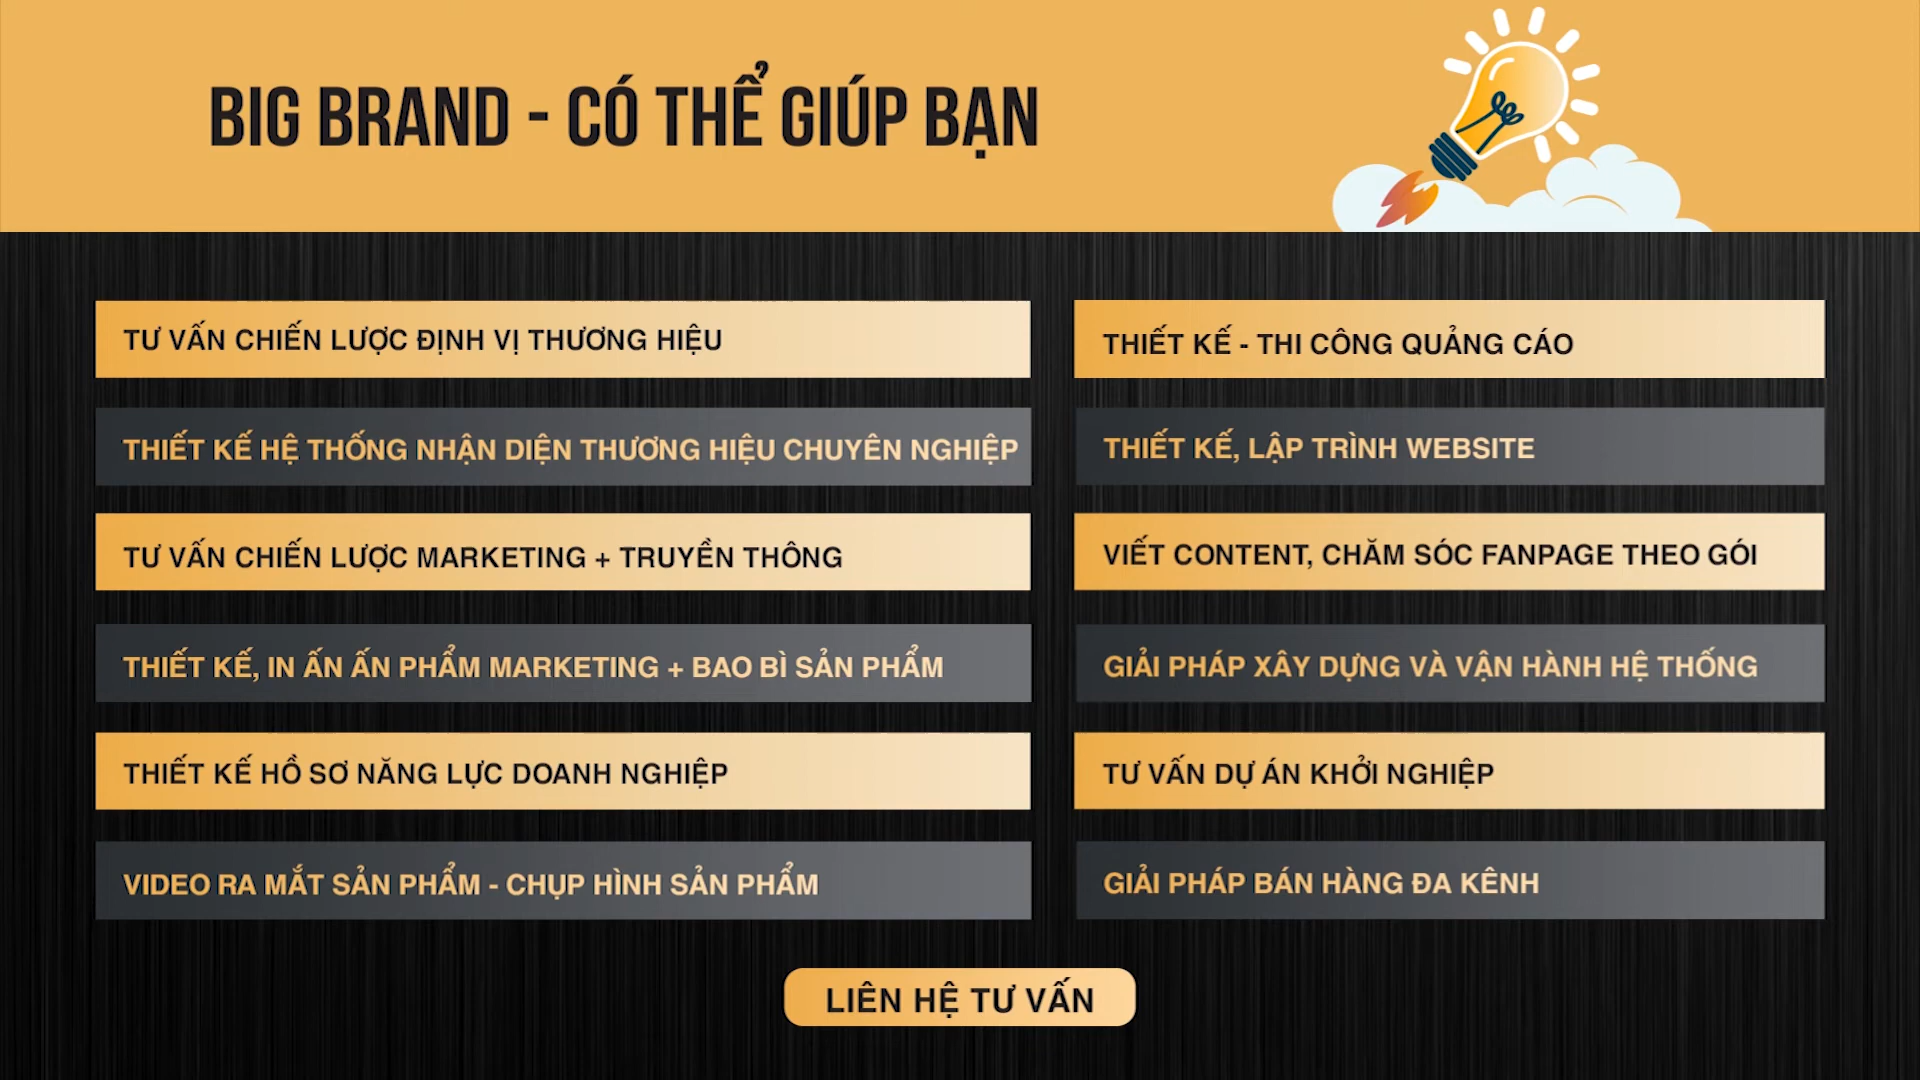 BIG BRAND - CÓ THỂ GIÚP BẠN
TƯ VẤN CHIẾN LƯỢC ĐỊNH VỊ THƯƠNG HIỆU
THIẾT KẾ HỆ THỐNG NHẬN DIỆN THƯƠNG HIỆU CHUYÊN NGHIỆP
TƯ VẤN CHIẾN LƯỢC MARKETING + TRUYỀN THÔNG
THIẾT KẾ, IN ẤN ẤN PHẨM MARKETING + BAO BÌ SẢN PHẨM
THIẾT KẾ HỒ SƠ NĂNG LỰC DOANH NGHIỆP
VIDEO RA MẮT SẢN PHẨM - CHỤP HÌNH SẢN PHẨM
THIẾT KẾ - THI CÔNG QUẢNG CÁO
THIẾT KẾ, LẬP TRÌNH WEBSITE
VIẾT CONTENT, CHĂM SÓC FANPAGE THEO GÓI
GIẢI PHÁP XÂY DỰNG VÀ VẬN HÀNH HỆ THỐNG
TƯ VẤN DỰ ÁN KHỞI NGHIỆP
GIẢI PHÁP BÁN HÀNG ĐA KÊNH
LIÊN HỆ TƯ VẤN